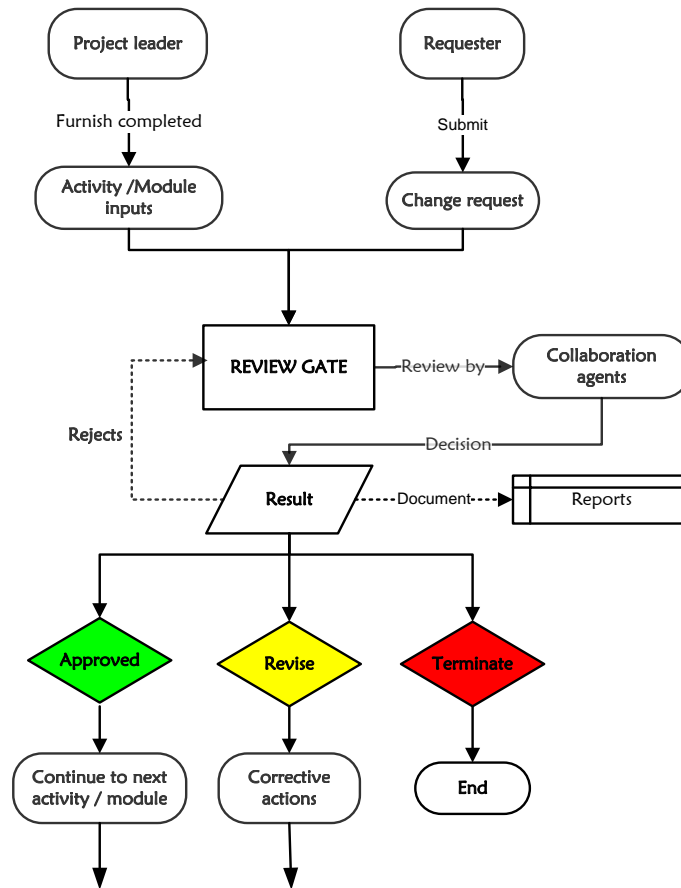 Project leader
Requester
Furnish completed
Submit
Activity /Module
inputs
Change request
REVIEW GATE
Review by
Collaboration
agents
Rejects
Decision
Result
Document
Reports
Approved
Revise
Terminate
Continue to next
activity / module
Corrective
actions
End